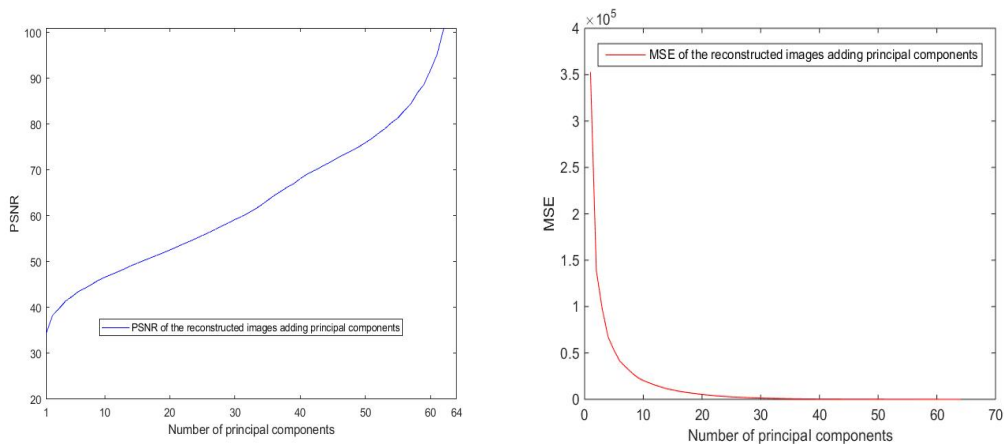 100
90
80
70
60
50
40
30
20
PSNR
PSNR of the reconstructed images adding principal components
1 10 20 30 40 50 60 64
Number of principal components
×10^5
4
3.5
3
2.5
2
1.5
1
0.5
0
MSE
MSE of the reconstructed images adding principal components
0 10 20 30 40 50 60 70
Number of principal components